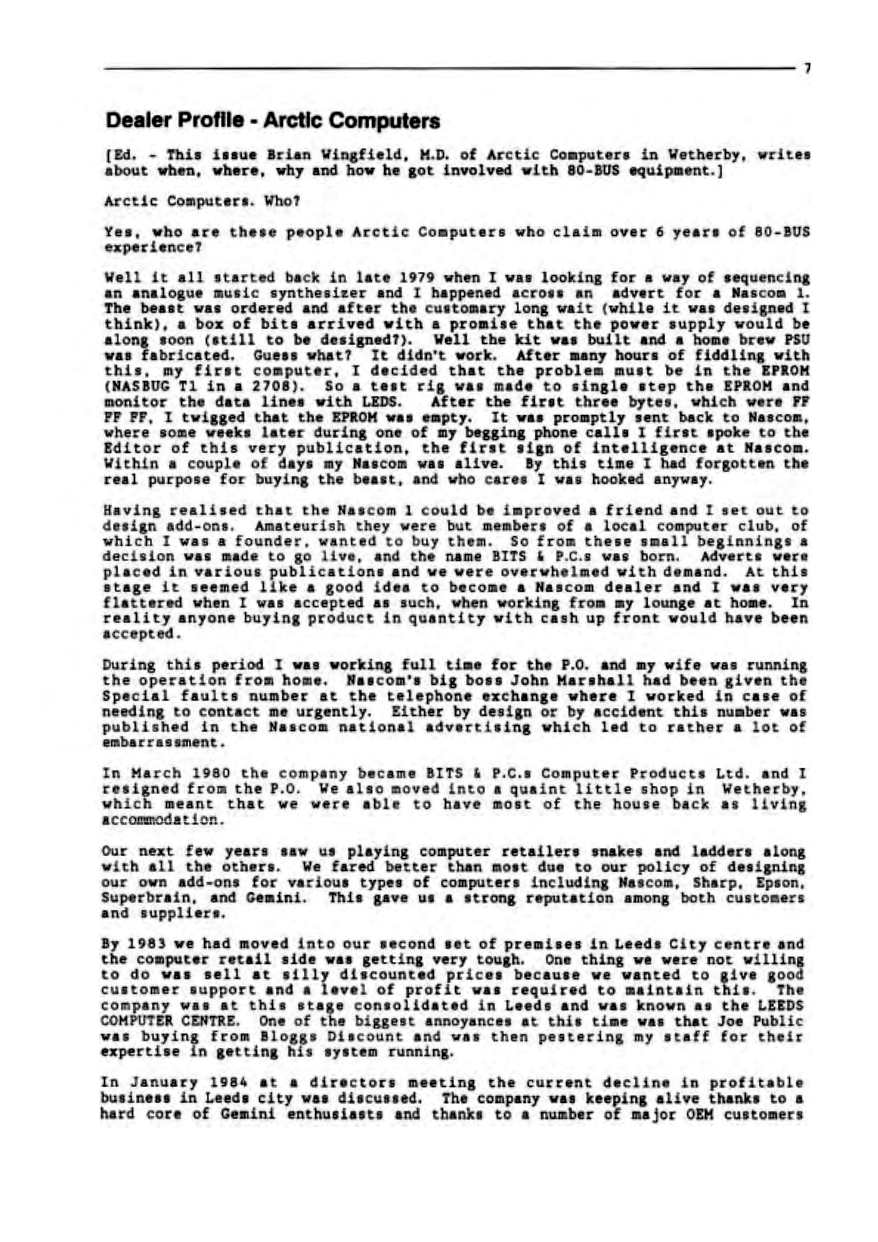 7
Dealer Profile - Arctic Computers
[Ed. - This issue Brian Wingfield, M.D. of Arctic Computers in Wetherby, writes
about when, where, why and how he got involved with 80-BUS equipment.]
Arctic Computers. Who?
Yes, who are these people Arctic Computers who claim over 6 years of 80-BUS
experience?
Well it all started back in late 1979 when I was looking for a way of sequencing
an analogue music synthesizer and I happened across an advert for a Nascom 1.
The beast was ordered and after the customary long wait (while it was designed I
think), a box of bits arrived with a promise that the power supply would be
along soon (still to be designed?). Well the kit was built and a home brew PSU
was fabricated. Guess what? It didn't work. After many hours of fiddling with
this, my first computer, I decided that the problem must be in the EPROM
(NASBUG T1 in a 2708). So a test rig was made to single step the EPROM and
monitor the data lines with LEDS. After the first three bytes, which were FF
FF FF, I twigged that the EPROM was empty. It was promptly sent back to Nascom,
where some weeks later during one of my begging phone calls I first spoke to the
Editor of this very publication, the first sign of intelligence at Nascom.
Within a couple of days my Nascom was alive. By this time I had forgotten the
real purpose for buying the beast, and who cares I was hooked anyway.
Having realised that the Nascom 1 could be improved a friend and I set out to
design add-ons. Amateurish they were but members of a local computer club, of
which I was a founder, wanted to buy them. So from these small beginnings a
decision was made to go live, and the name BITS & P.C.s was born. Adverts were
placed in various publications and we were overwhelmed with demand. At this
stage it seemed like a good idea to become a Nascom dealer and I was very
flattered when I was accepted as such, when working from my lounge at home. In
reality anyone buying product in quantity with cash up front would have been
accepted.
During this period I was working full time for the P.O. and my wife was running
the operation from home. Nascom's big boss John Marshall had been given the
Special faults number at the telephone exchange where I worked in case of
needing to contact me urgently. Either by design or by accident this number was
published in the Nascom national advertising which led to rather a lot of
embarrassment.
In March 1980 the company became BITS & P.C.s Computer Products Ltd. and I
resigned from the P.O. We also moved into a quaint little shop in Wetherby,
which meant that we were able to have most of the house back as living
accommodation.
Our next few years saw us playing computer retailers snakes and ladders along
with all the others. We fared better than most due to our policy of designing
our own add-ons for various types of computers including Nascom, Sharp, Epson,
Superbrain, and Gemini. This gave us a strong reputation among both customers
and suppliers.
By 1983 we had moved into our second set of premises in Leeds City centre and
the computer retail side was getting very tough. One thing we were not willing
to do was sell at silly discounted prices because we wanted to give good
customer support and a level of profit was required to maintain this. The
company was at this stage consolidated in Leeds and was known as the LEEDS
COMPUTER CENTRE. One of the biggest annoyances at this time was that Joe Public
was buying from Bloggs Discount and was then pestering my staff for their
expertise in getting his system running.
In January 1984 at a directors meeting the current decline in profitable
business in Leeds city was discussed. The company was keeping alive thanks to a
hard core of Gemini enthusiasts and thanks to a number of major OEM customers